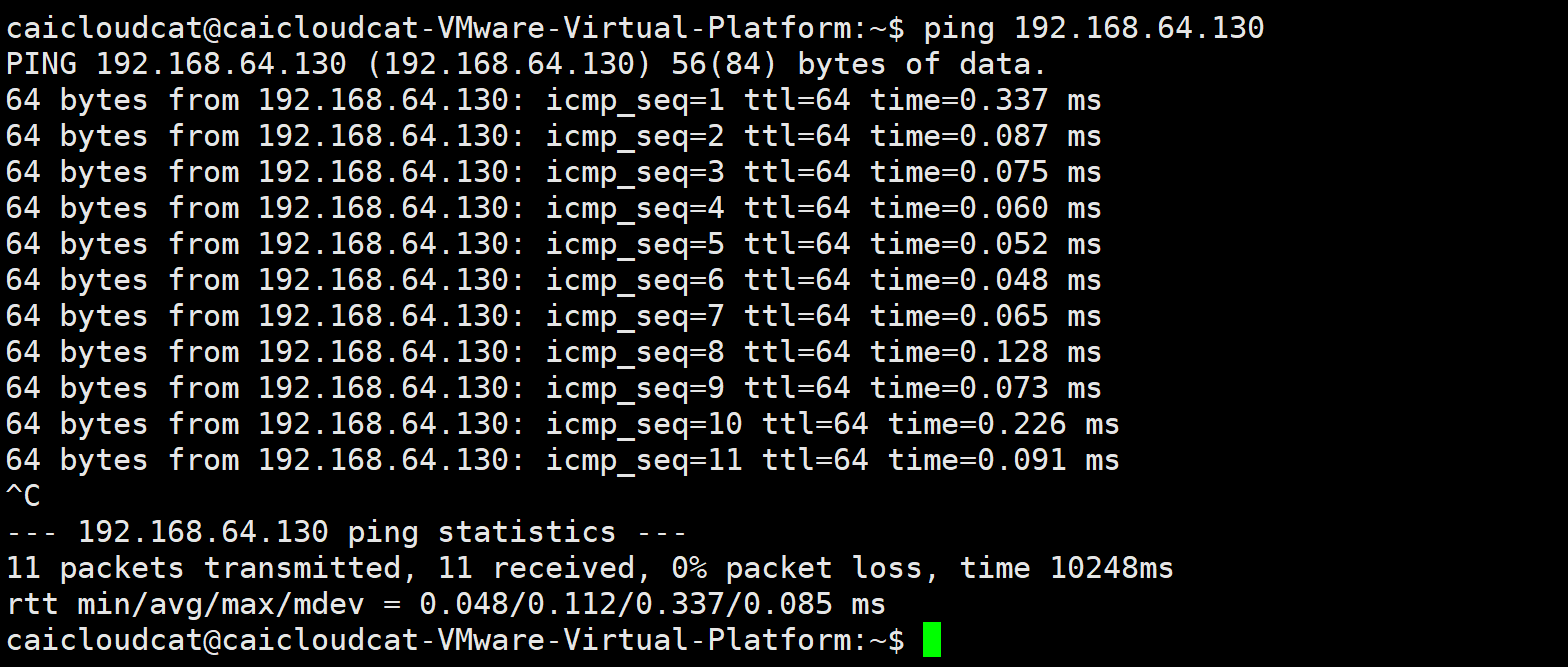 caicloudcat@caicloudcat-VMware-Virtual-Platform:~$ ping 192.168.64.130
PING 192.168.64.130 (192.168.64.130) 56(84) bytes of data.
64 bytes from 192.168.64.130: icmp_seq=1 ttl=64 time=0.337 ms
64 bytes from 192.168.64.130: icmp_seq=2 ttl=64 time=0.087 ms
64 bytes from 192.168.64.130: icmp_seq=3 ttl=64 time=0.075 ms
64 bytes from 192.168.64.130: icmp_seq=4 ttl=64 time=0.060 ms
64 bytes from 192.168.64.130: icmp_seq=5 ttl=64 time=0.052 ms
64 bytes from 192.168.64.130: icmp_seq=6 ttl=64 time=0.048 ms
64 bytes from 192.168.64.130: icmp_seq=7 ttl=64 time=0.065 ms
64 bytes from 192.168.64.130: icmp_seq=8 ttl=64 time=0.128 ms
64 bytes from 192.168.64.130: icmp_seq=9 ttl=64 time=0.073 ms
64 bytes from 192.168.64.130: icmp_seq=10 ttl=64 time=0.226 ms
64 bytes from 192.168.64.130: icmp_seq=11 ttl=64 time=0.091 ms
^C
--- 192.168.64.130 ping statistics ---
11 packets transmitted, 11 received, 0% packet loss, time 10248ms
rtt min/avg/max/mdev = 0.048/0.112/0.337/0.085 ms
caicloudcat@caicloudcat-VMware-Virtual-Platform:~$